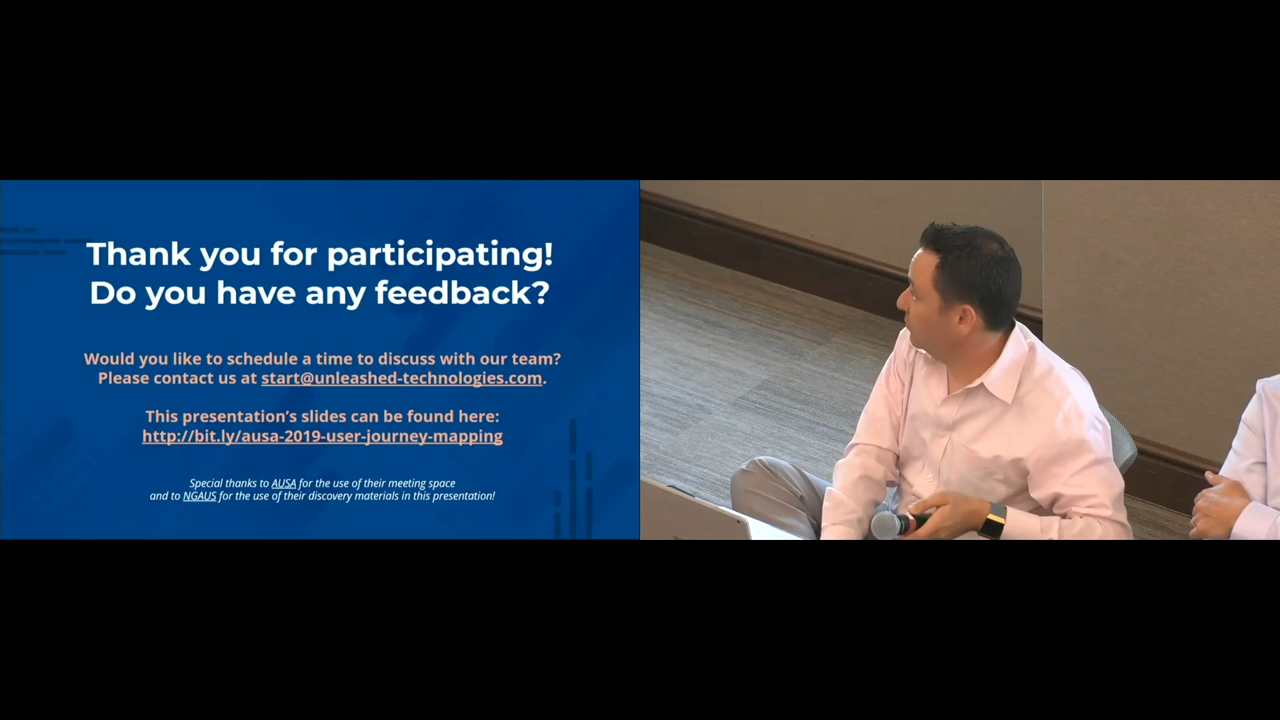 Thank you for participating!
Do you have any feedback?
Would you like to schedule a time to discuss with our team?
Please contact us at start@unleashed-technologies.com.
This presentation’s slides can be found here:
http://bit.ly/ausa-2019-user-journey-mapping
Special thanks to AUSA for the use of their meeting space
and to NGAUS for the use of their discovery materials in this presentation!